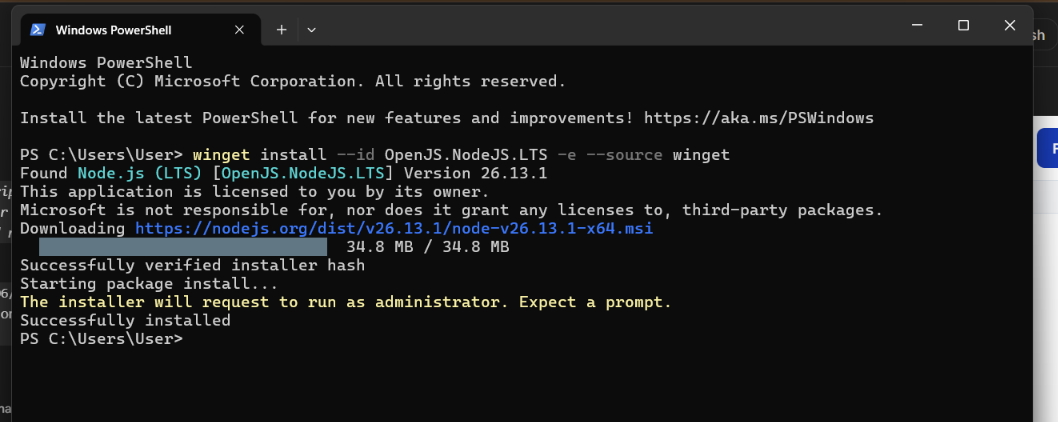 Windows PowerShell
sh
Windows PowerShell
Copyright (C) Microsoft Corporation. All rights reserved.
Install the latest PowerShell for new features and improvements! https://aka.ms/PSWindows
PS C:\Users\User> winget install --id OpenJS.NodeJS.LTS -e --source winget
Found Node.js (LTS) [OpenJS.NodeJS.LTS] Version 26.13.1
This application is licensed to you by its owner.
Microsoft is not responsible for, nor does it grant any licenses to, third-party packages.
Downloading https://nodejs.org/dist/v26.13.1/node-v26.13.1-x64.msi
34.8 MB / 34.8 MB
Successfully verified installer hash
Starting package install...
The installer will request to run as administrator. Expect a prompt.
Successfully installed
PS C:\Users\User>